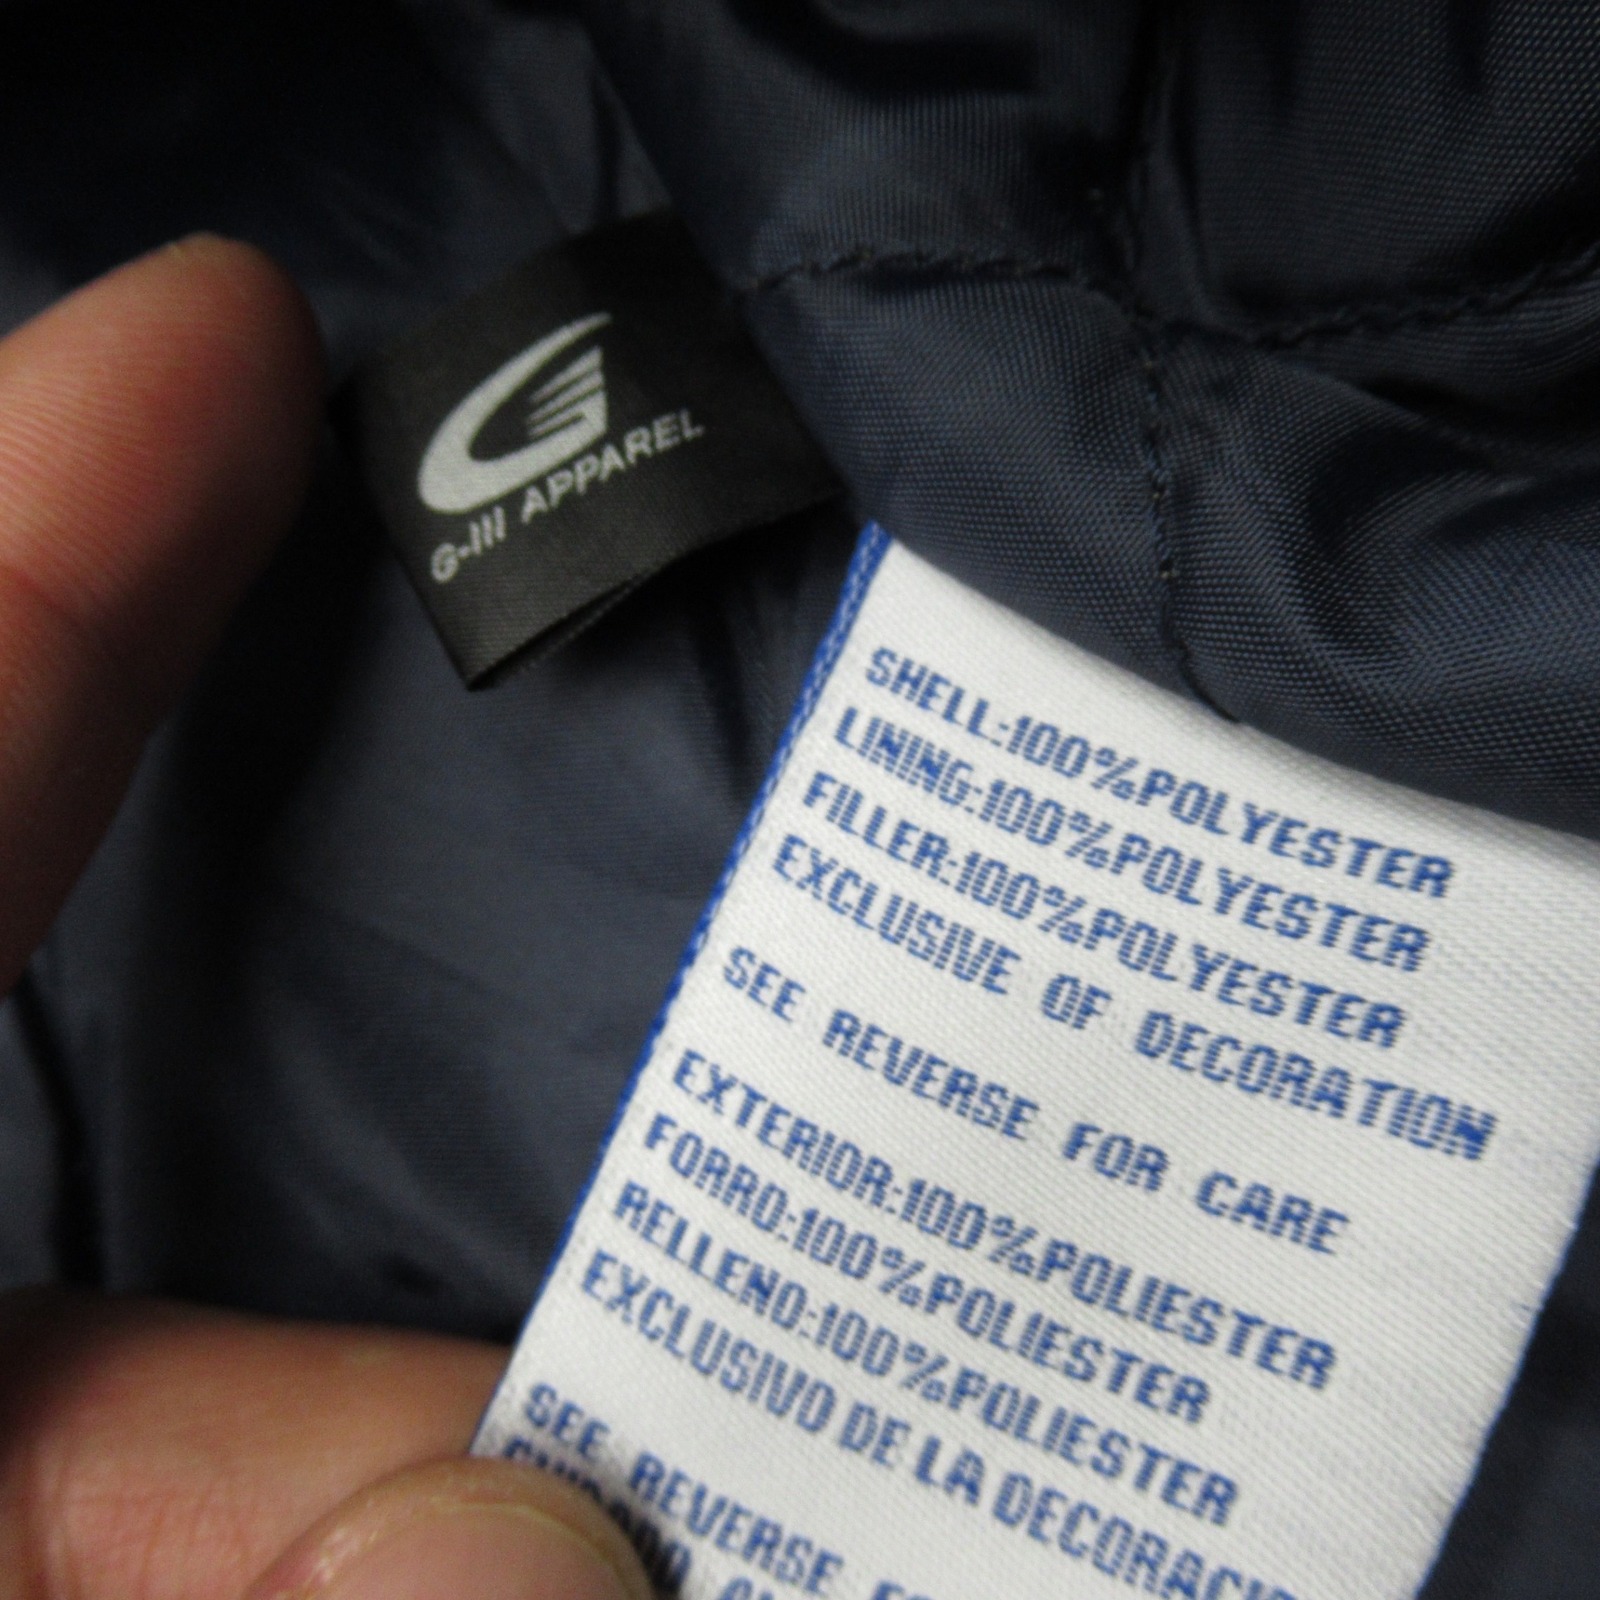 G-III APPAREL
SHELL:100%POLYESTER
LINING:100%POLYESTER
FILLER:100%POLYESTER
EXCLUSIVE OF DECORATION
SEE REVERSE FOR CARE
EXTERIOR:100%POLIESTER
FORRO:100%POLIESTER
RELLENO:100%POLIESTER
EXCLUSIVO DE LA DECORACI
SEE REVERSE